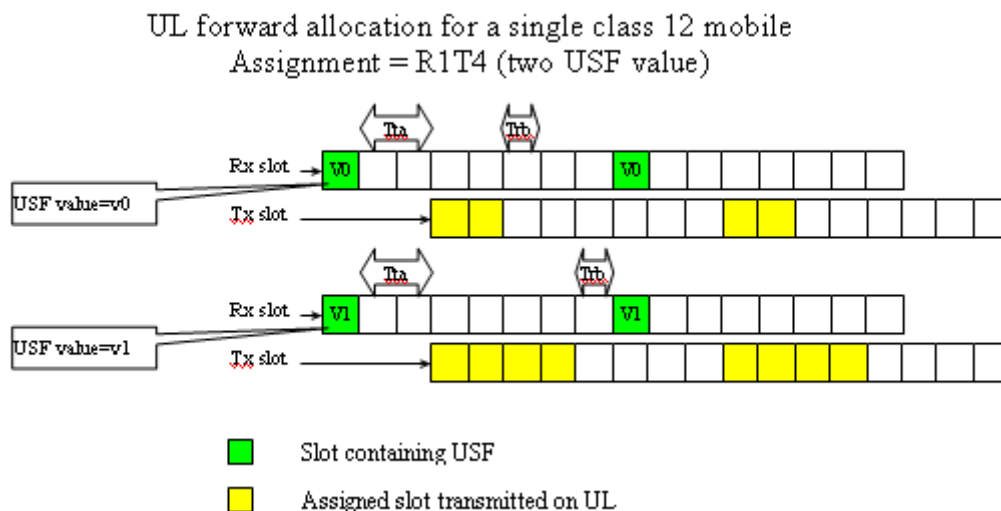 UL forward allocation for a single class 12 mobile
Assignment = R1T4 (two USF value)
Tta
Trb
Rx slot
V0
V0
USF value=v0
Tx slot
Tta
Trb
Rx slot
V1
V1
USF value=v1
Tx slot
Slot containing USF
Assigned slot transmitted on UL